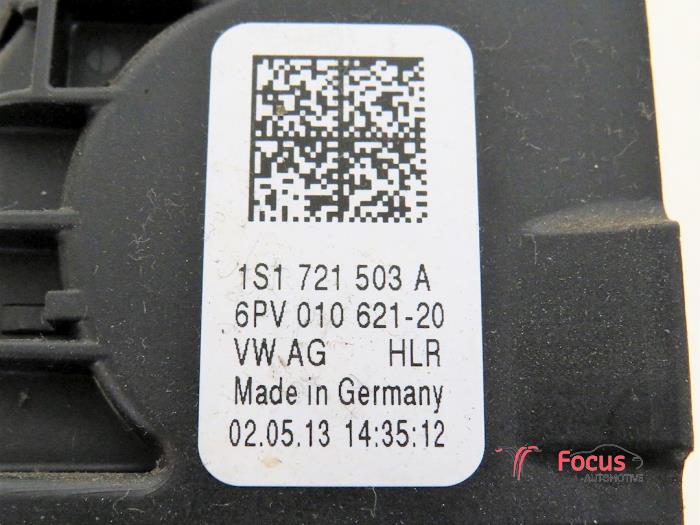 1S1 721 503 A
6PV 010 621-20
VW AG HLR
Made in Germany
02.05.13 14:35:12
Focus
AUTOMOTIVE